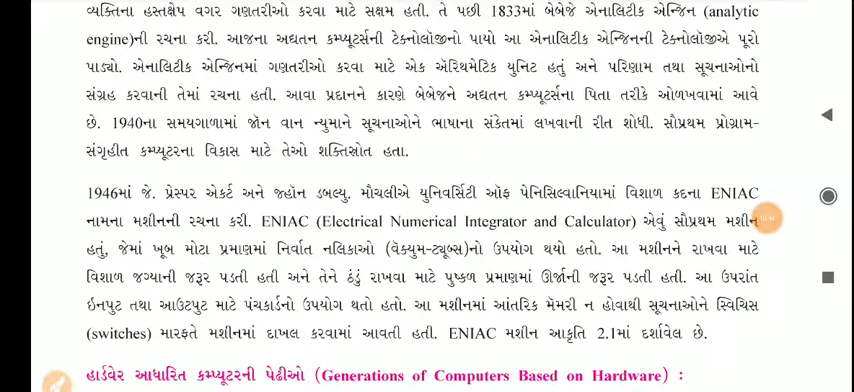 વ્યક્તિના હસ્તક્ષેપ વગર ગણતરીઓ કરવા માટે સક્ષમ હતી. તે પછી 1833માં બેબેજે એનાલિટીક એન્જિન (analytic
engine)ની રચના કરી. આજના અદ્યતન કમ્પ્યૂટર્સની ટેક્નોલૉજીનો પાયો આ એનાલિટીક એન્જિનની ટેક્નોલૉજીએ પૂરો
પાડ્યો. એનાલિટીક એન્જિનમાં ગણતરીઓ કરવા માટે એક ઍરિથમેટિક યુનિટ હતું અને પરિણામ તથા સૂચનાઓનો
સંગ્રહ કરવાની તેમાં રચના હતી. આવા પ્રદાનને કારણે બેબેજને અદ્યતન કમ્પ્યૂટર્સના પિતા તરીકે ઓળખવામાં આવે
છે. 1940ના સમયગાળામાં જૉન વાન ન્યુમાને સૂચનાઓને ભાષાના સંકેતમાં લખવાની રીત શોધી. સૌપ્રથમ પ્રોગ્રામ-
સંગૃહીત કમ્પ્યૂટરના વિકાસ માટે તેઓ શક્તિસ્રોત હતા.
1946માં જે. પ્રેસ્પર એકર્ટ અને જ્હૉન ડબલ્યુ. મૌચલીએ યુનિવર્સિટી ઑફ પેનિસિલ્વાનિયામાં વિશાળ કદના ENIAC
નામના મશીનની રચના કરી. ENIAC (Electrical Numerical Integrator and Calculator) એવું સૌપ્રથમ મશીન
હતું, જેમાં ખૂબ મોટા પ્રમાણમાં નિર્વાત નલિકાઓ (વૅક્યુમ-ટ્યૂબ્સ)નો ઉપયોગ થયો હતો. આ મશીનને રાખવા માટે
વિશાળ જગ્યાની જરૂર પડતી હતી અને તેને ઠંડું રાખવા માટે પુષ્કળ પ્રમાણમાં ઊર્જાની જરૂર પડતી હતી. આ ઉપરાંત
ઇનપુટ તથા આઉટપુટ માટે પંચકાર્ડનો ઉપયોગ થતો હતો. આ મશીનમાં આંતરિક મૅમરી ન હોવાથી સૂચનાઓને સ્વિચિસ
(switches) મારફતે મશીનમાં દાખલ કરવામાં આવતી હતી. ENIAC મશીન આકૃતિ 2.1માં દર્શાવેલ છે.
હાર્ડવેર આધારિત કમ્પ્યૂટરની પેઢીઓ (Generations of Computers Based on Hardware) :